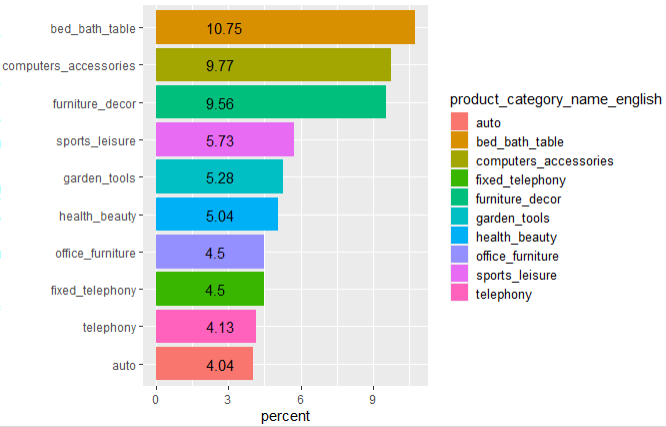 bed_bath_table 10.75
computers_accessories 9.77
furniture_decor 9.56
sports_leisure 5.73
garden_tools 5.28
health_beauty 5.04
office_furniture 4.5
fixed_telephony 4.5
telephony 4.13
auto 4.04
0 3 6 9
percent
product_category_name_english
auto
bed_bath_table
computers_accessories
fixed_telephony
furniture_decor
garden_tools
health_beauty
office_furniture
sports_leisure
telephony